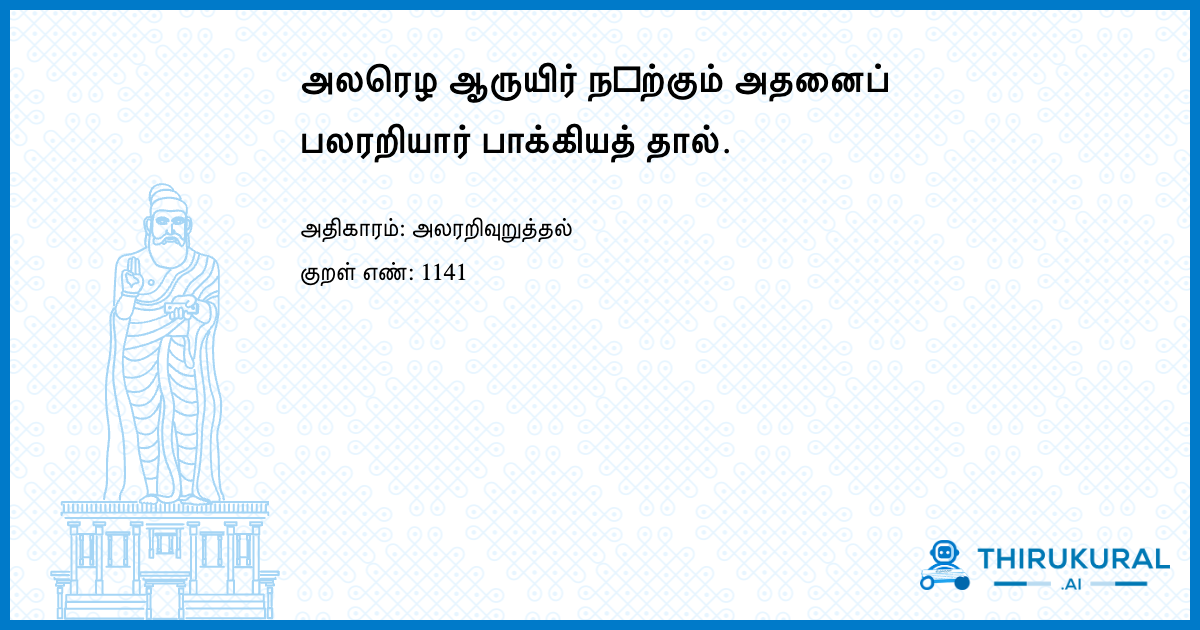 அலரெழ ஆருயிர் ந□ற்கும் அதனைப்
பலரறியார் பாக்கியத் தால்.
அதிகாரம்: அலரறிவுறுத்தல்
குறள் எண்: 1141
THIRUKURAL
.AI